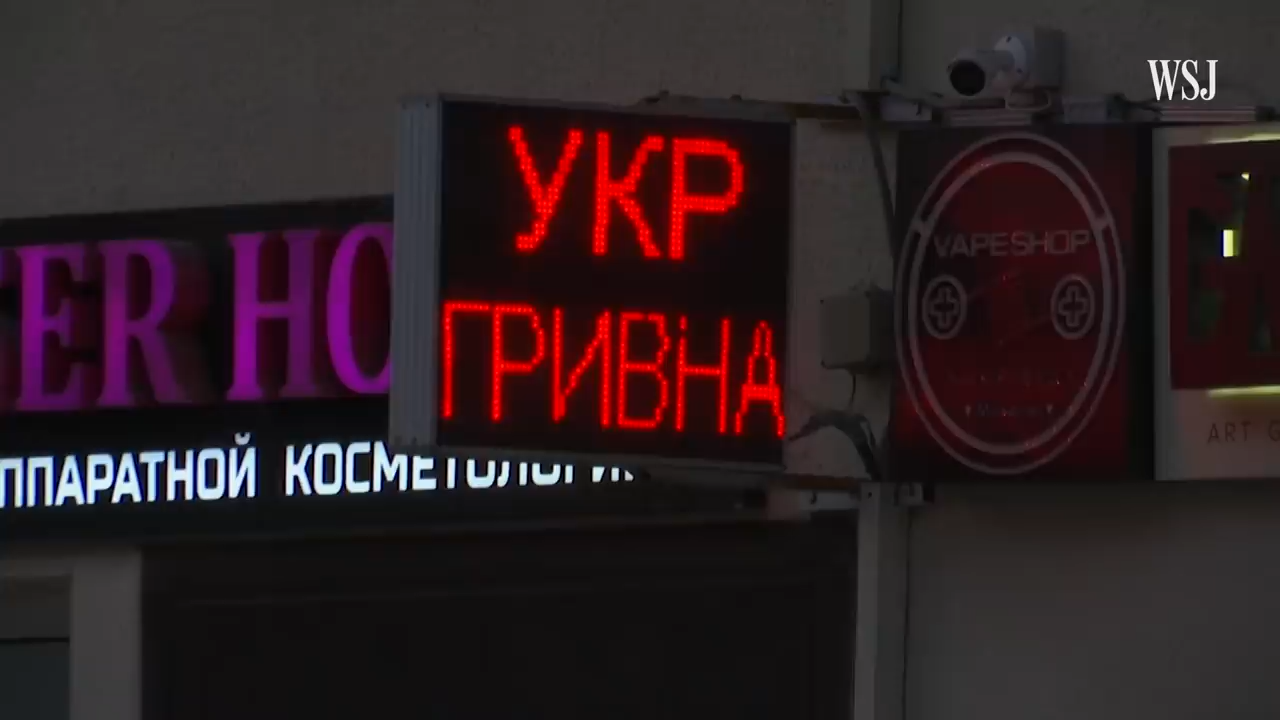 WSJ
УКР
ГРИВНА
ER HO
ППАРАТНОЙ КОСМЕТОЛОГИ
VAPESHOP
ART